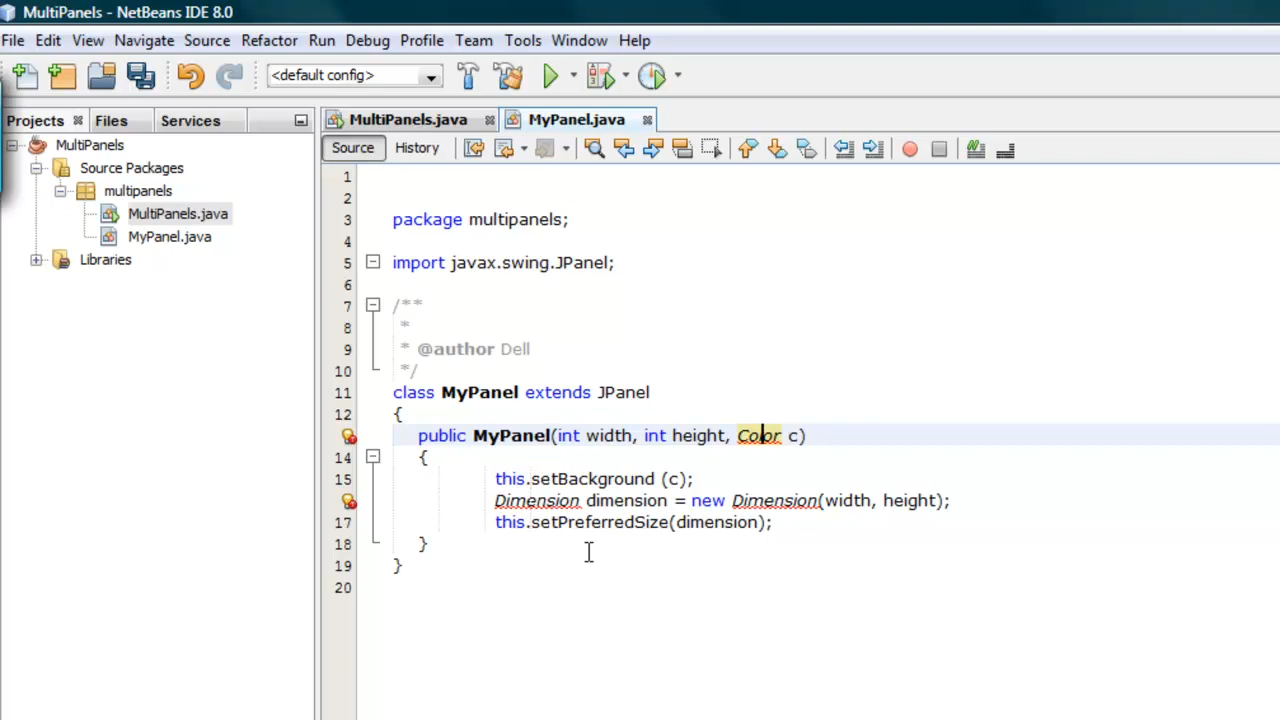 MultiPanels - NetBeans IDE 8.0
File Edit View Navigate Source Refactor Run Debug Profile Team Tools Window Help
<default config>
Projects Files Services
MultiPanels.java MyPanel.java
Source History
MultiPanels
Source Packages
multipanels
MultiPanels.java
MyPanel.java
Libraries
1
2
3 package multipanels;
4
5 import javax.swing.JPanel;
6
7 /**
8 *
9 * @author Dell
10 */
11 class MyPanel extends JPanel
12 {
public MyPanel(int width, int height, Color c)
14 {
15 this.setBackground (c);
Dimension dimension = new Dimension(width, height);
17 this.setPreferredSize(dimension);
18 }
19 }
20